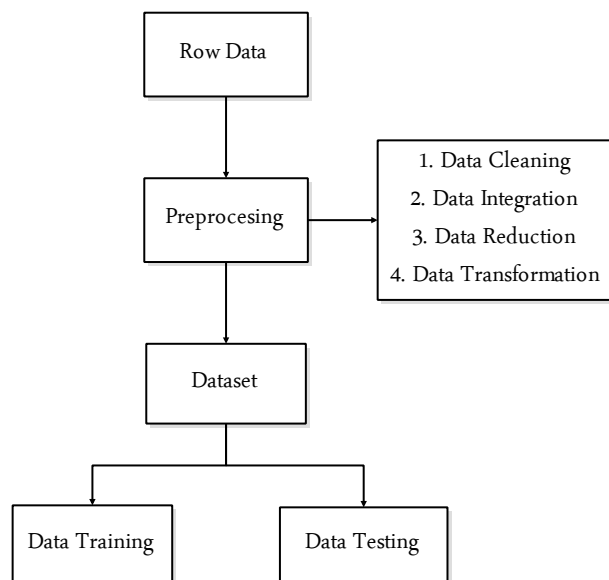 Row Data
Preprocesing
1. Data Cleaning
2. Data Integration
3. Data Reduction
4. Data Transformation
Dataset
Data Training
Data Testing